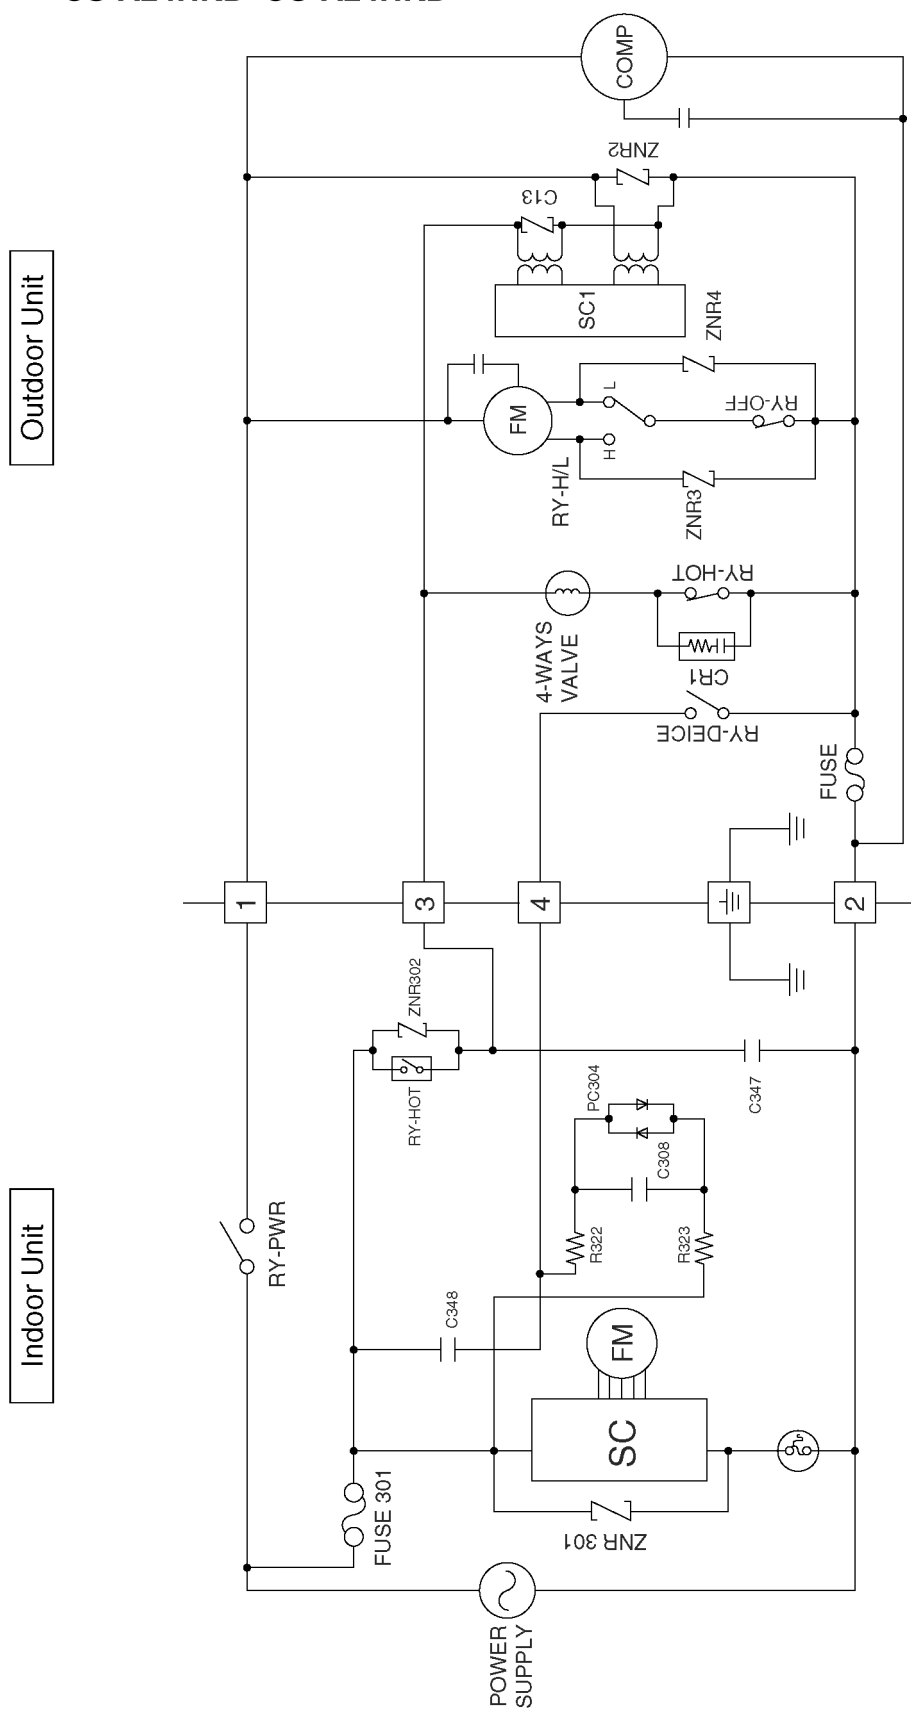 Outdoor Unit
COMP
ZNR2
C13
SC1
ZNR4
FM
L
H
RY-OFF
RY-H/L
ZNR3
RY-HOT
4-WAYS
VALVE
CR1
RY-DEICE
FUSE
1
3
4
2
ZNR302
RY-HOT
C347
PC304
C308
R322
R323
RY-PWR
Indoor Unit
C348
FM
SC
FUSE 301
ZNR 301
POWER
SUPPLY